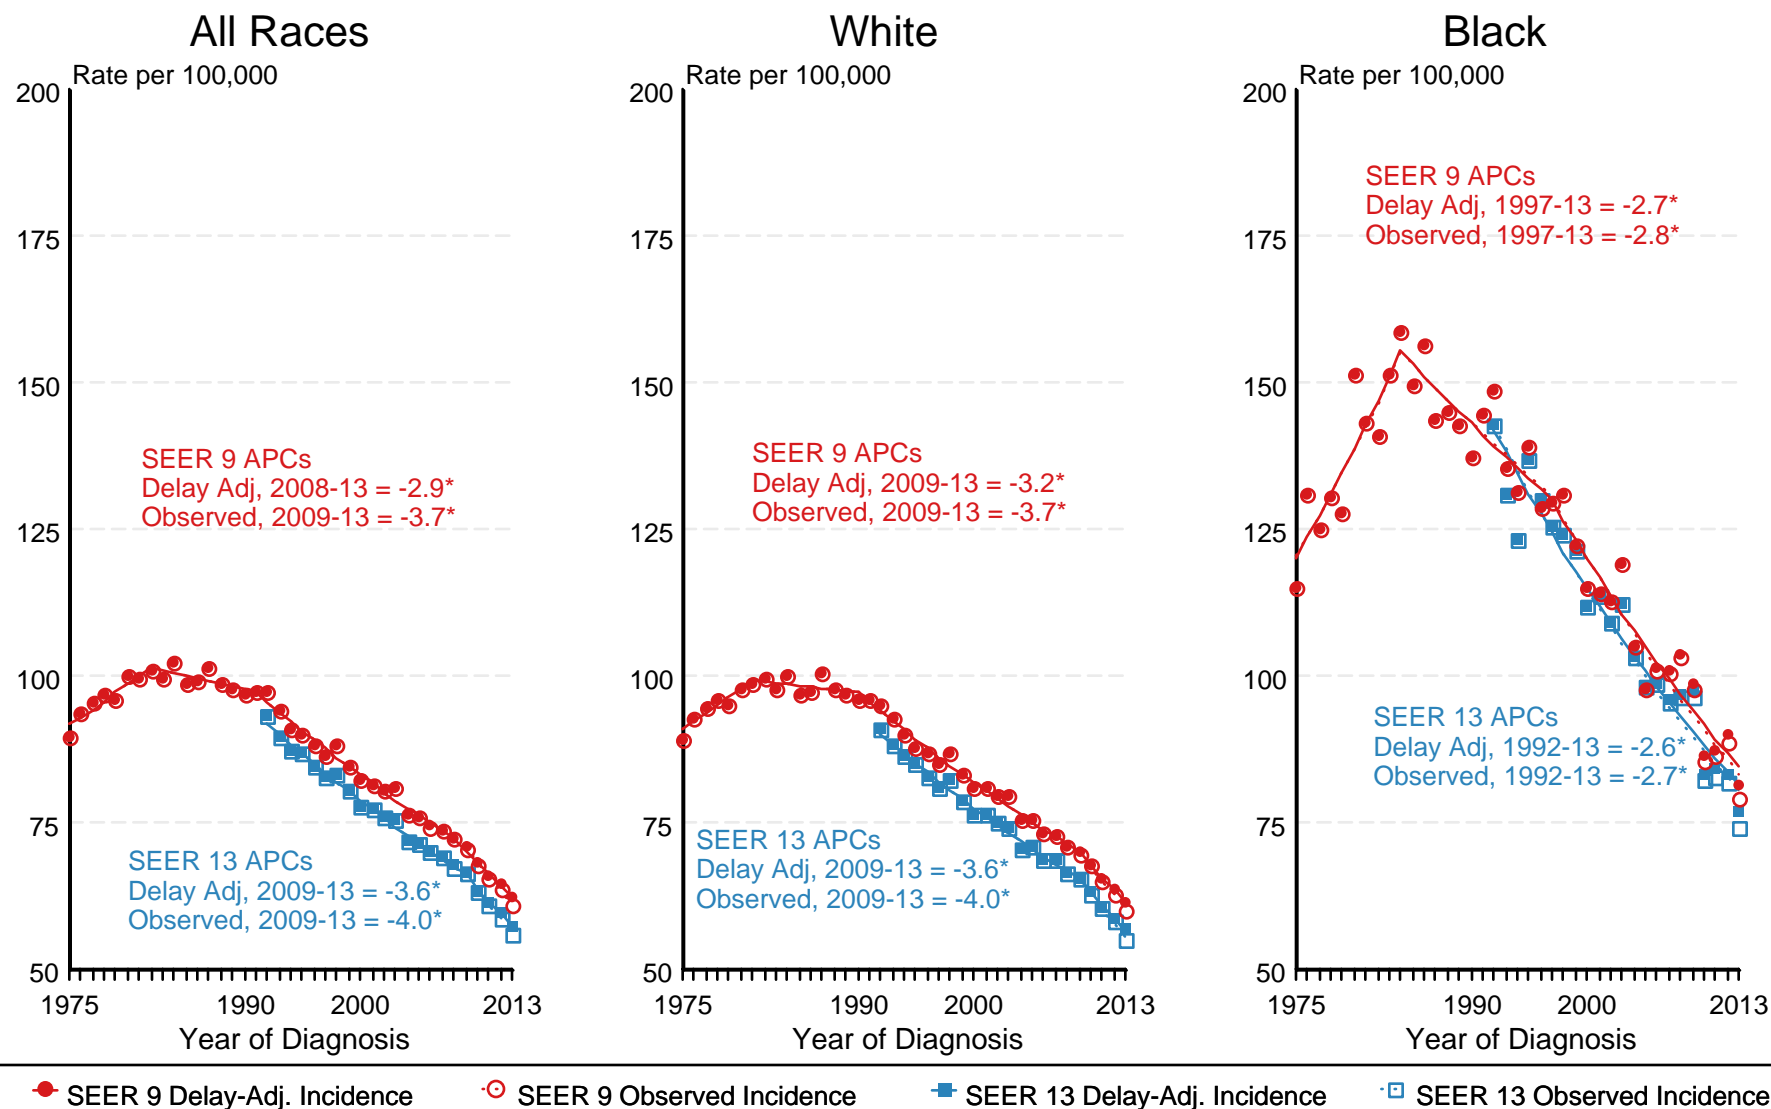 All Races
Rate per 100,000
200
175
150
125
100
75
50
SEER 9 APCs
Delay Adj, 2008-13 = -2.9*
Observed, 2009-13 = -3.7*
SEER 13 APCs
Delay Adj, 2009-13 = -3.6*
Observed, 2009-13 = -4.0*
1975 1990 2000 2013
Year of Diagnosis
White
Rate per 100,000
200
175
150
125
100
75
50
SEER 9 APCs
Delay Adj, 2009-13 = -3.2*
Observed, 2009-13 = -3.7*
SEER 13 APCs
Delay Adj, 2009-13 = -3.6*
Observed, 2009-13 = -4.0*
1975 1990 2000 2013
Year of Diagnosis
Black
Rate per 100,000
200
175
150
125
100
75
50
SEER 9 APCs
Delay Adj, 1997-13 = -2.7*
Observed, 1997-13 = -2.8*
SEER 13 APCs
Delay Adj, 1992-13 = -2.6*
Observed, 1992-13 = -2.7*
1975 1990 2000 2013
Year of Diagnosis
SEER 9 Delay-Adj. Incidence SEER 9 Observed Incidence SEER 13 Delay-Adj. Incidence SEER 13 Observed Incidence